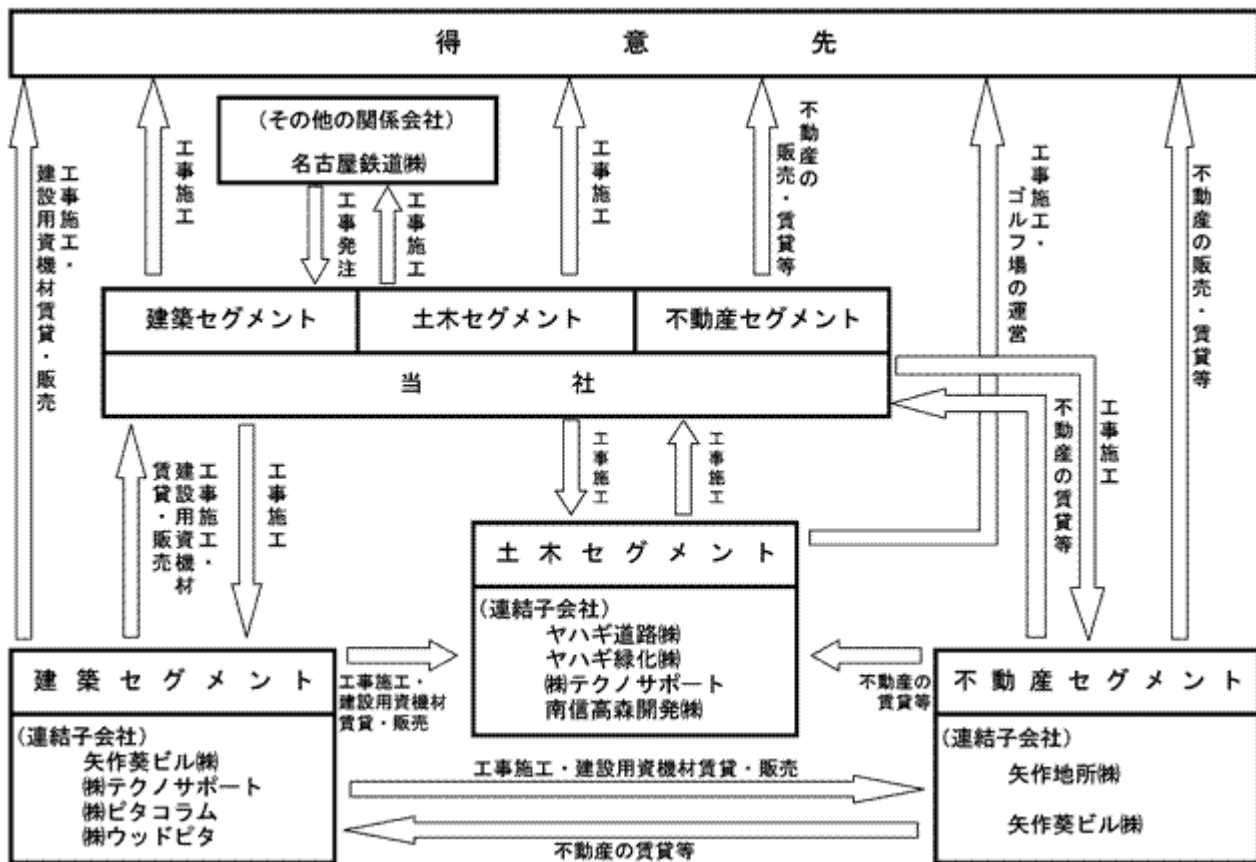 得意先
(その他の関係会社)
名古屋鉄道㈱
工事施工・
建設用資機材賃貸・販売
工事施工
工事発注
工事施工
工事施工
不動産の
販売・賃貸等
工事施工・
ゴルフ場の運営
不動産の販売・賃貸等
建築セグメント
土木セグメント
不動産セグメント
当社
工事施工・
建設用資機材
賃貸・販売
工事施工
工事施工
工事施工
不動産の賃貸等
工事施工
土木セグメント
(連結子会社)
ヤハギ道路㈱
ヤハギ緑化㈱
㈱テクノサポート
南信高森開発㈱
建築セグメント
(連結子会社)
矢作葵ビル㈱
㈱テクノサポート
㈱ピタコラム
㈱ウッドピタ
工事施工・
建設用資機材
賃貸・販売
不動産の
賃貸等
不動産セグメント
(連結子会社)
矢作地所㈱
矢作葵ビル㈱
工事施工・建設用資機材賃貸・販売
不動産の賃貸等